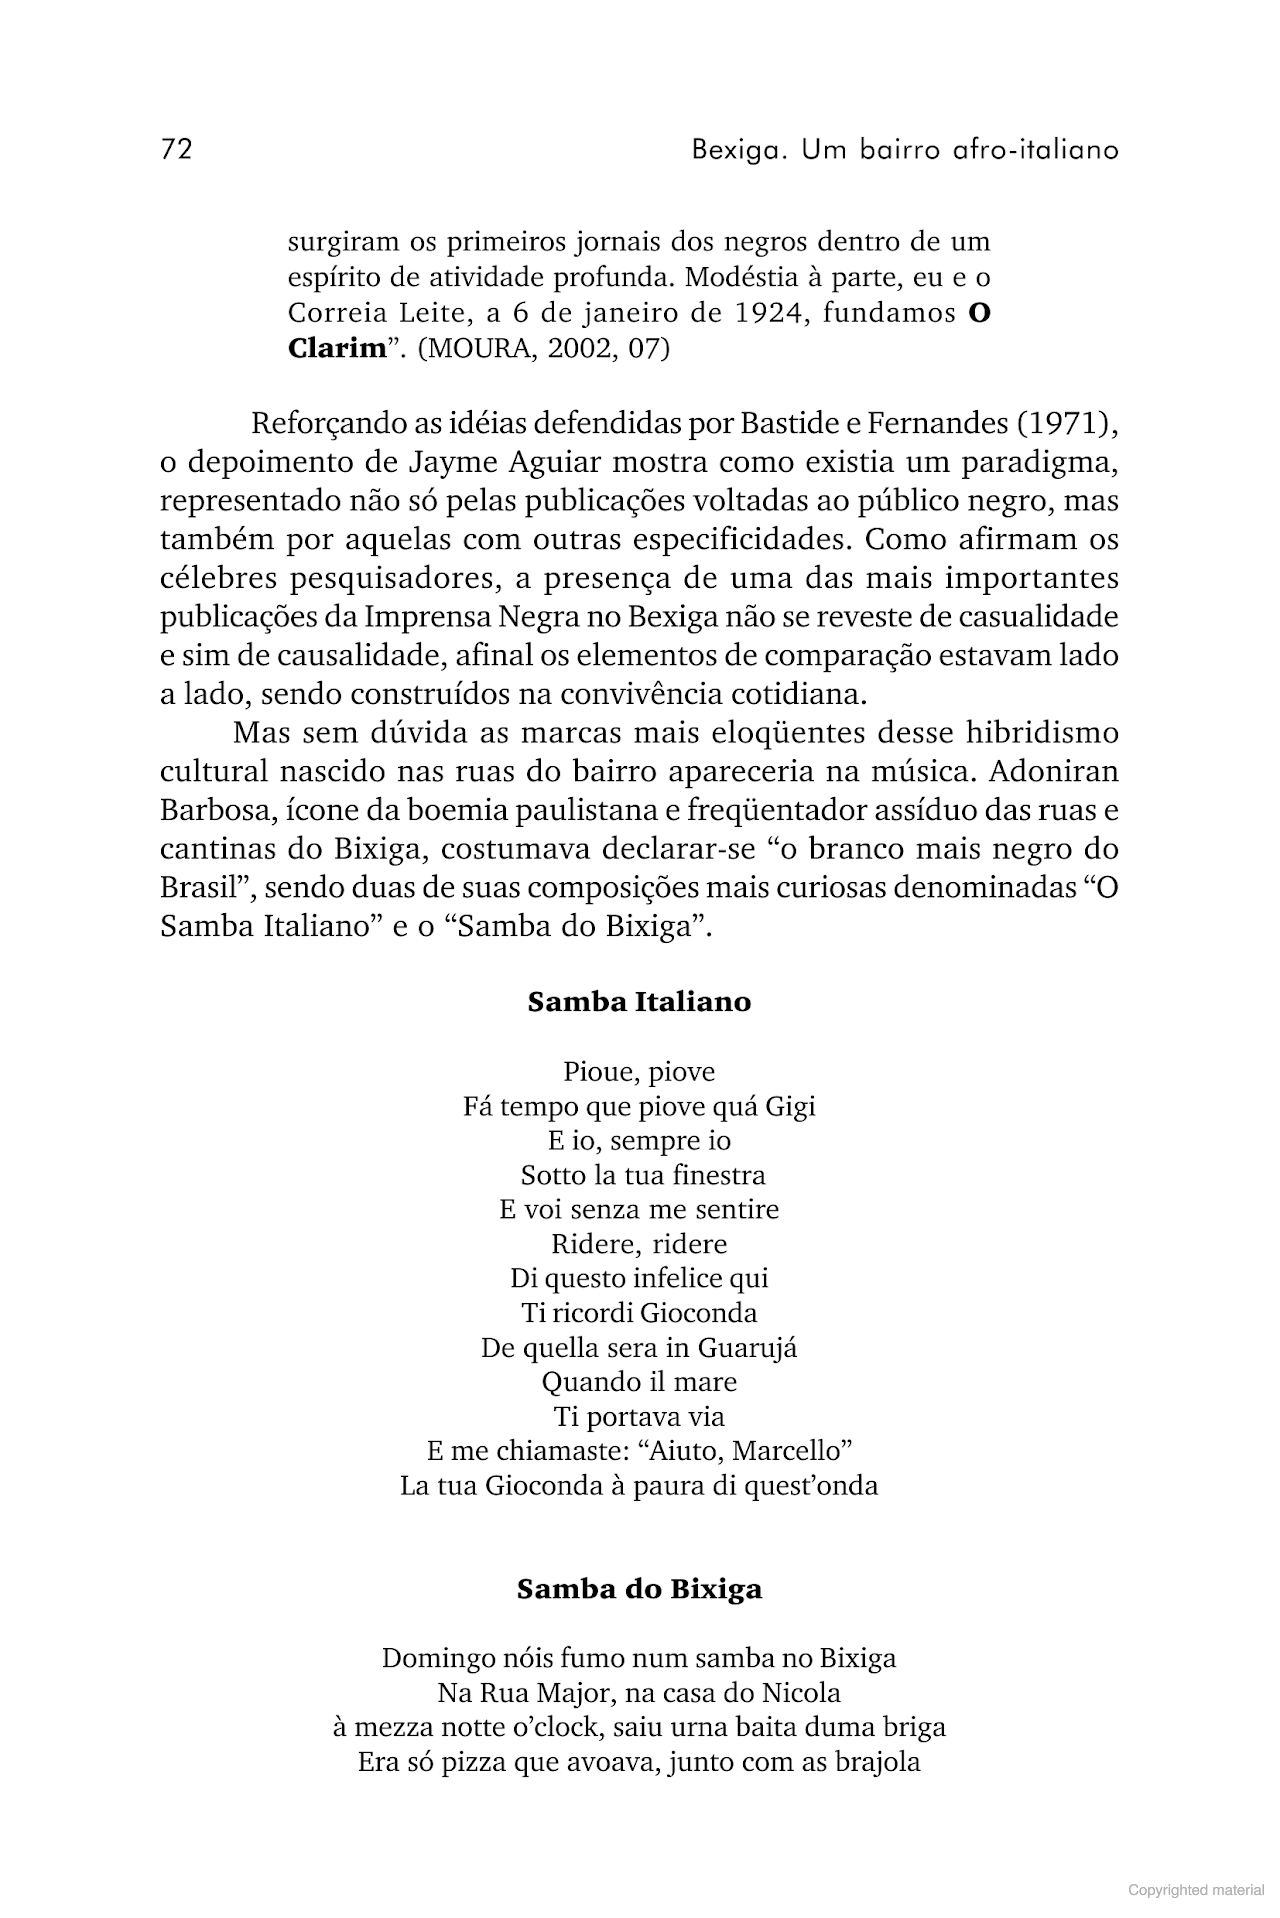 72 Bexiga. Um bairro afro-italiano
surgiram os primeiros jornais dos negros dentro de um
espírito de atividade profunda. Modéstia à parte, eu e o
Correia Leite, a 6 de janeiro de 1924, fundamos O
Clarim”. (MOURA, 2002, 07)
Reforçando as idéias defendidas por Bastide e Fernandes (1971),
o depoimento de Jayme Aguiar mostra como existia um paradigma,
representado não só pelas publicações voltadas ao público negro, mas
também por aquelas com outras especificidades. Como afirmam os
célebres pesquisadores, a presença de uma das mais importantes
publicações da Imprensa Negra no Bexiga não se reveste de casualidade
e sim de causalidade, afinal os elementos de comparação estavam lado
a lado, sendo construídos na convivência cotidiana.
Mas sem dúvida as marcas mais eloqüentes desse hibridismo
cultural nascido nas ruas do bairro apareceria na música. Adoniran
Barbosa, ícone da boemia paulistana e freqüentador assíduo das ruas e
cantinas do Bixiga, costumava declarar-se “o branco mais negro do
Brasil”, sendo duas de suas composições mais curiosas denominadas “O
Samba Italiano” e o “Samba do Bixiga”.
Samba Italiano
Pioue, piove
Fá tempo que piove quá Gigi
E io, sempre io
Sotto la tua finestra
E voi senza me sentire
Ridere, ridere
Di questo infelice qui
Ti ricordi Gioconda
De quella sera in Guarujá
Quando il mare
Ti portava via
E me chiamaste: “Aiuto, Marcello”
La tua Gioconda à paura di quest’onda
Samba do Bixiga
Domingo nóis fumo num samba no Bixiga
Na Rua Major, na casa do Nicola
à mezza notte o’clock, saiu urna baita duma briga
Era só pizza que avoava, junto com as brajola
Copyrighted material